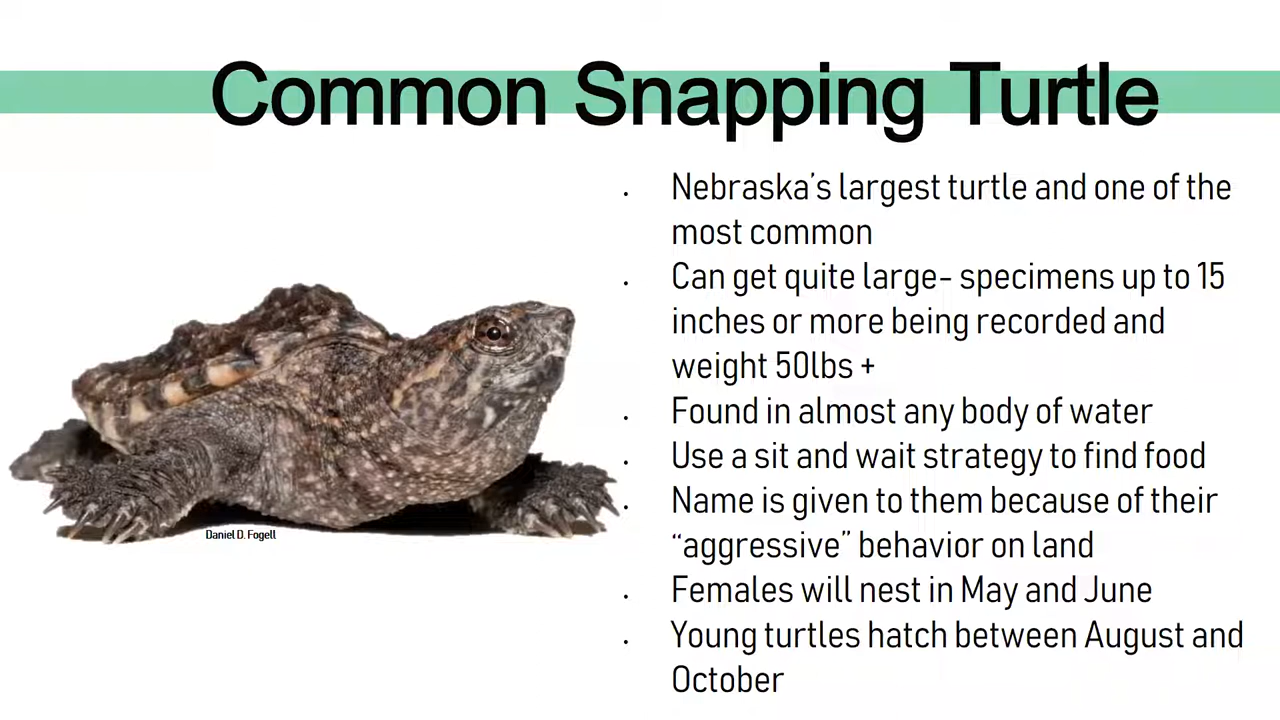 Common Snapping Turtle
Nebraska's largest turtle and one of the
most common
Can get quite large- specimens up to 15
inches or more being recorded and
weight 50lbs +
Found in almost any body of water
Use a sit and wait strategy to find food
Name is given to them because of their
“aggressive” behavior on land
Females will nest in May and June
Young turtles hatch between August and
October
Daniel D. Fogell